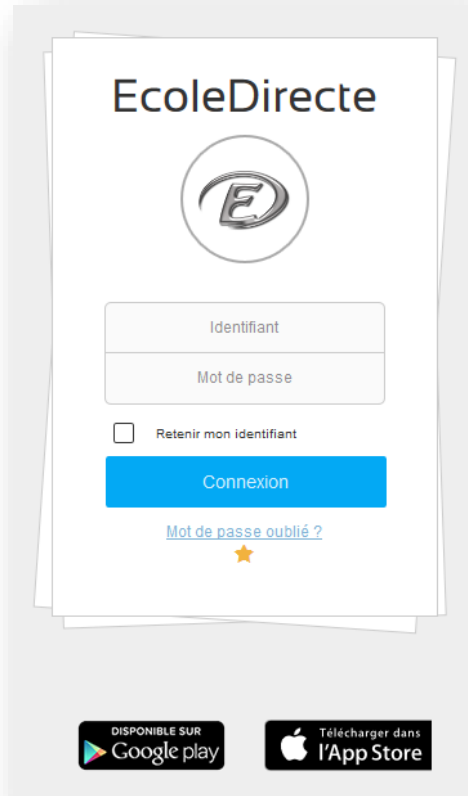 EcoleDirecte
E
Identifiant
Mot de passe
Retenir mon identifiant
Connexion
Mot de passe oublié ?
DISPONIBLE SUR
Google play
Télécharger dans
l'App Store